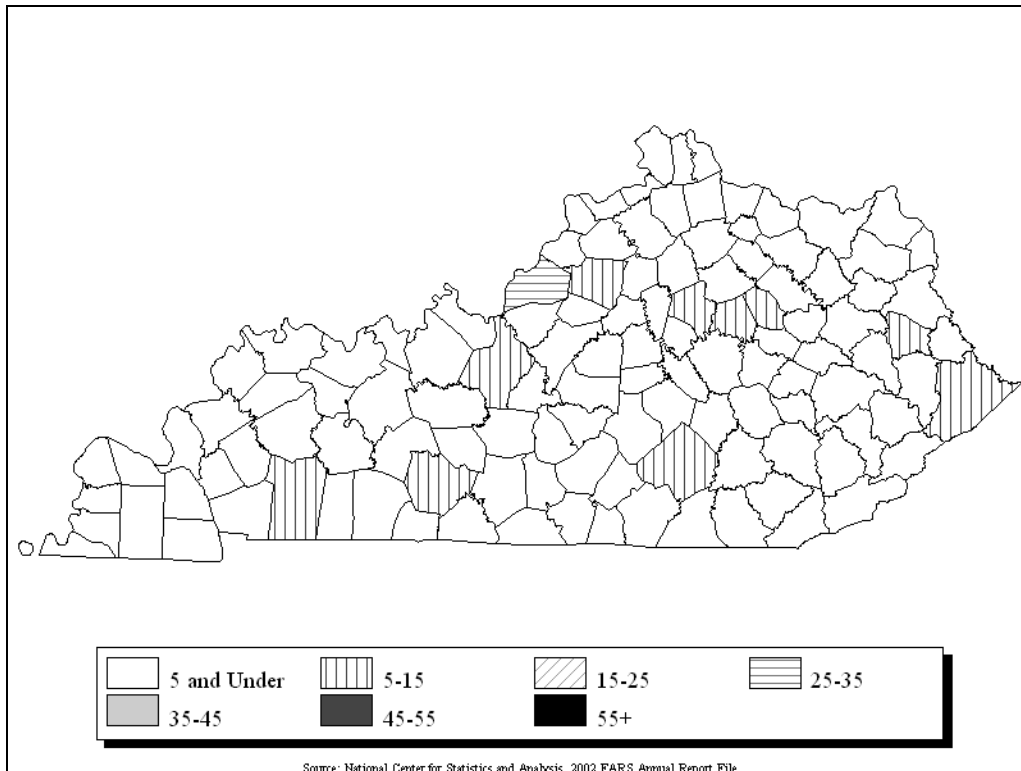 5 and Under 5-15 15-25 25-35
35-45 45-55 55+
Source: National Center for Statistics and Analysis, 2002 FARS Annual Report File